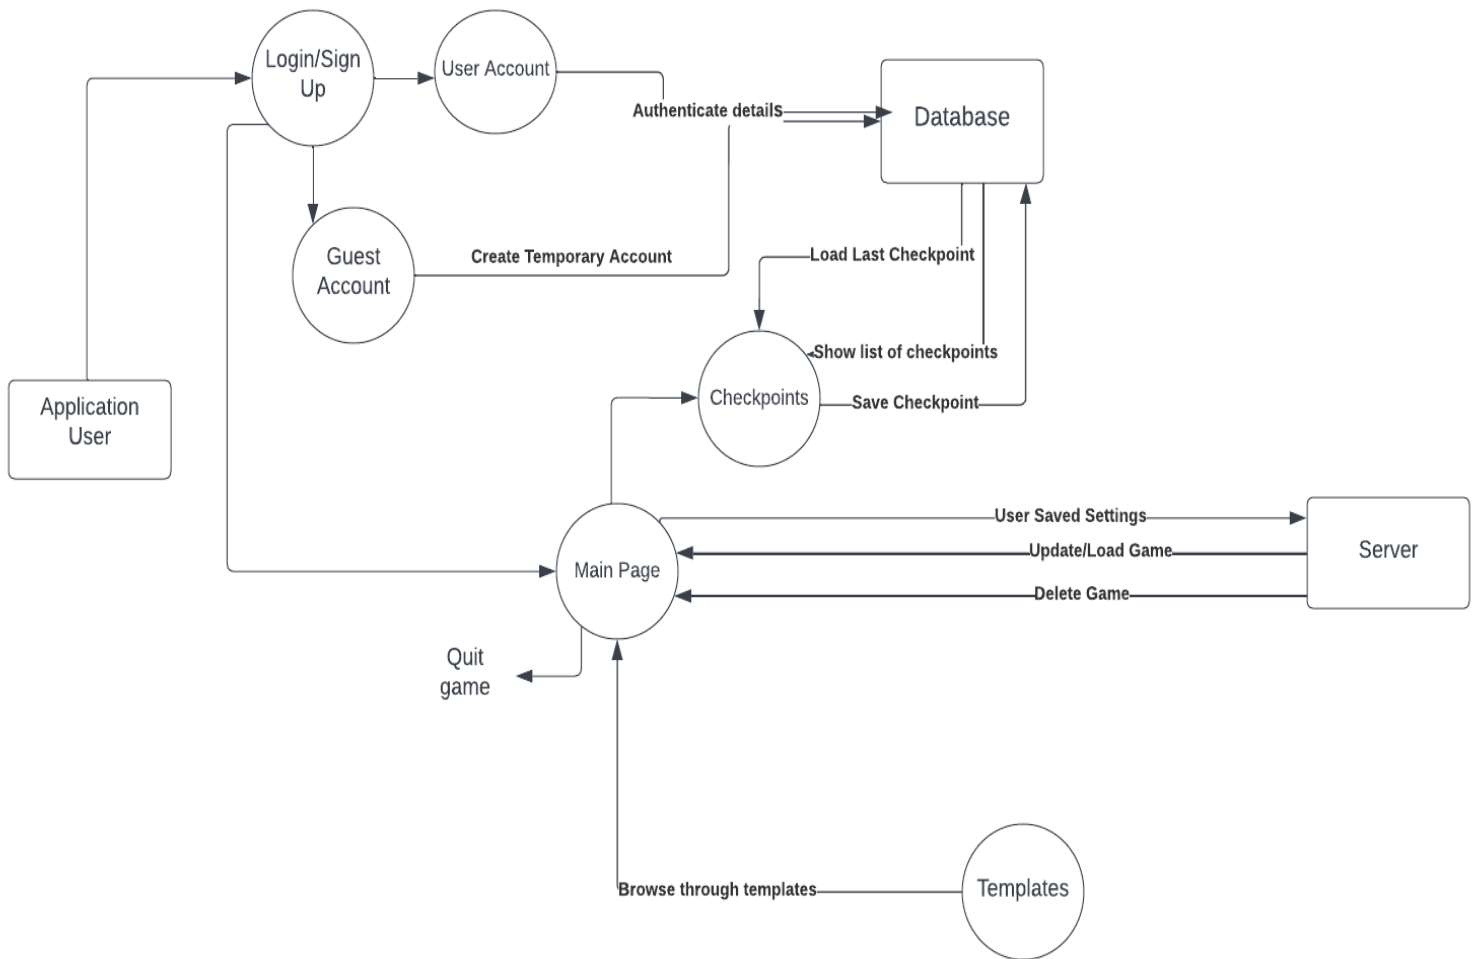 Login/Sign
Up
User Account
Authenticate details
Database
Guest
Account
Create Temporary Account
Load Last Checkpoint
Show list of checkpoints
Application
User
Checkpoints
Save Checkpoint
User Saved Settings
Update/Load Game
Server
Main Page
Delete Game
Quit
game
Browse through templates
Templates